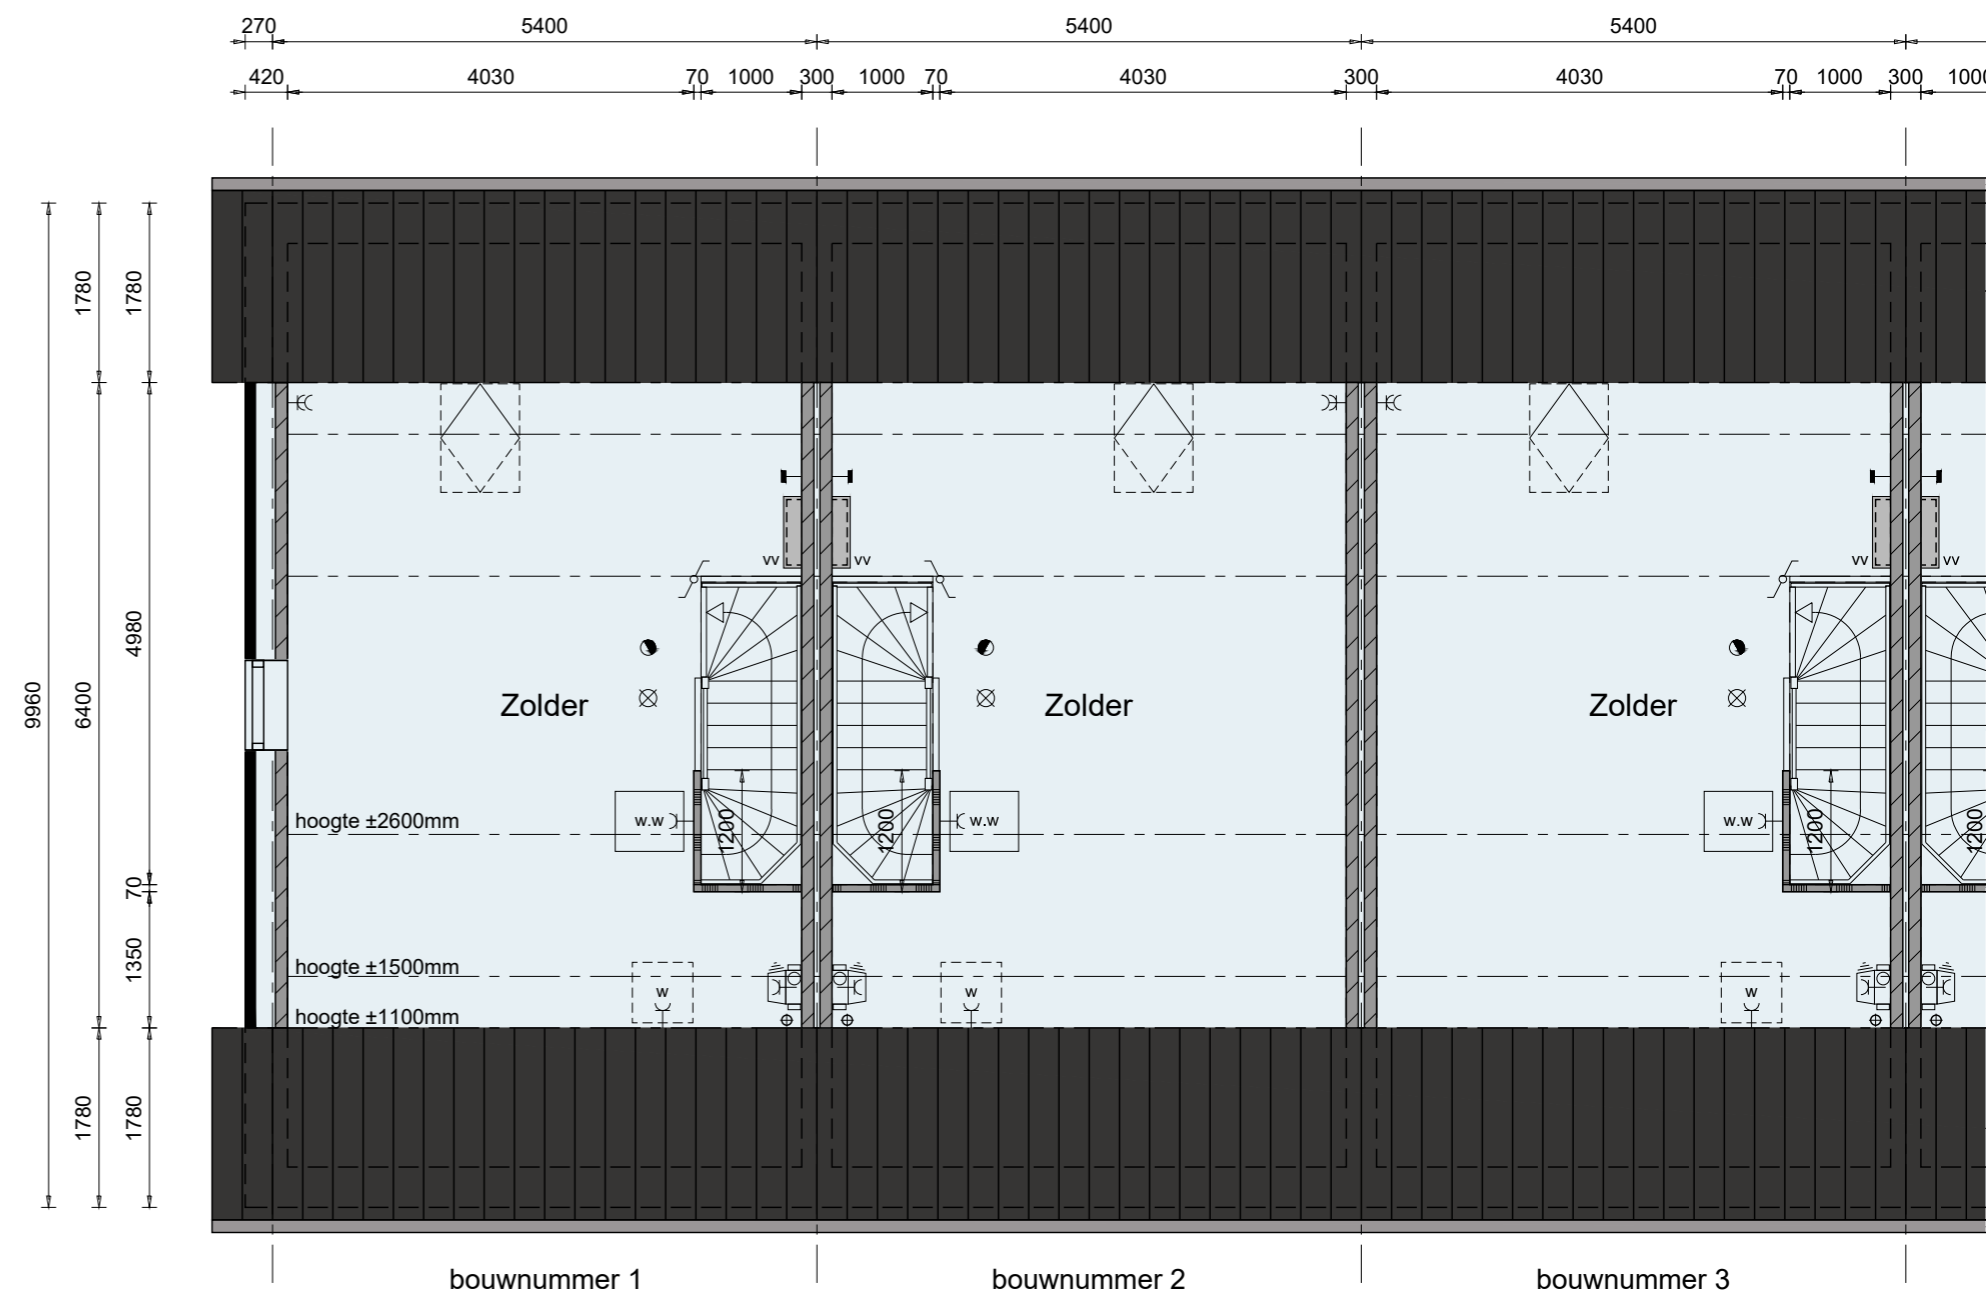 270 5400 5400 5400
420 4030 70 1000 300 1000 70 4030 300 4030 70 1000 300 1000
1780 1780
vv vv vv vv
4980
9960 6400
Zolder Zolder Zolder
hoogte ±2600mm w.w 1200 1200 w.w w.w 1200 1200
70
1350
hoogte ±1500mm
w w w
hoogte ±1100mm
1780 1780
bouwnummer 1 bouwnummer 2 bouwnummer 3